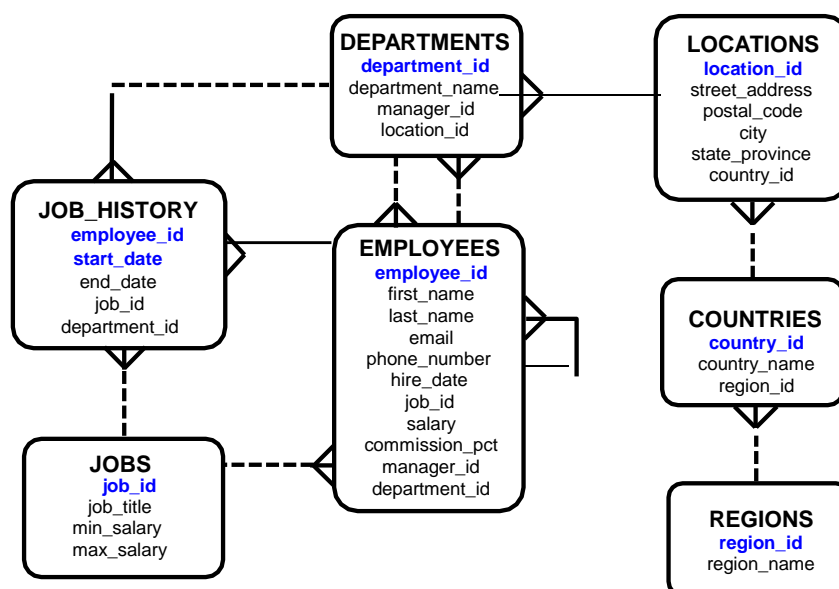 DEPARTMENTS
department_id
department_name
manager_id
location_id
LOCATIONS
location_id
street_address
postal_code
city
state_province
country_id
JOB_HISTORY
employee_id
start_date
end_date
job_id
department_id
EMPLOYEES
employee_id
first_name
last_name
email
phone_number
hire_date
job_id
salary
commission_pct
manager_id
department_id
COUNTRIES
country_id
country_name
region_id
JOBS
job_id
job_title
min_salary
max_salary
REGIONS
region_id
region_name